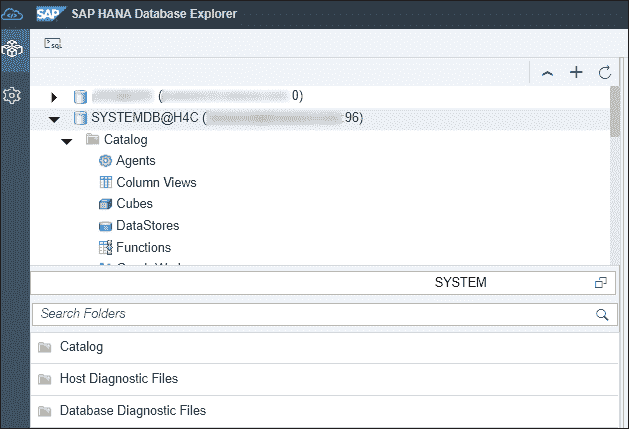 SAP SAP HANA Database Explorer
sql
( 0)
SYSTEMDB@H4C ( 96)
Catalog
Agents
Column Views
Cubes
DataStores
Functions
SYSTEM
Search Folders
Catalog
Host Diagnostic Files
Database Diagnostic Files